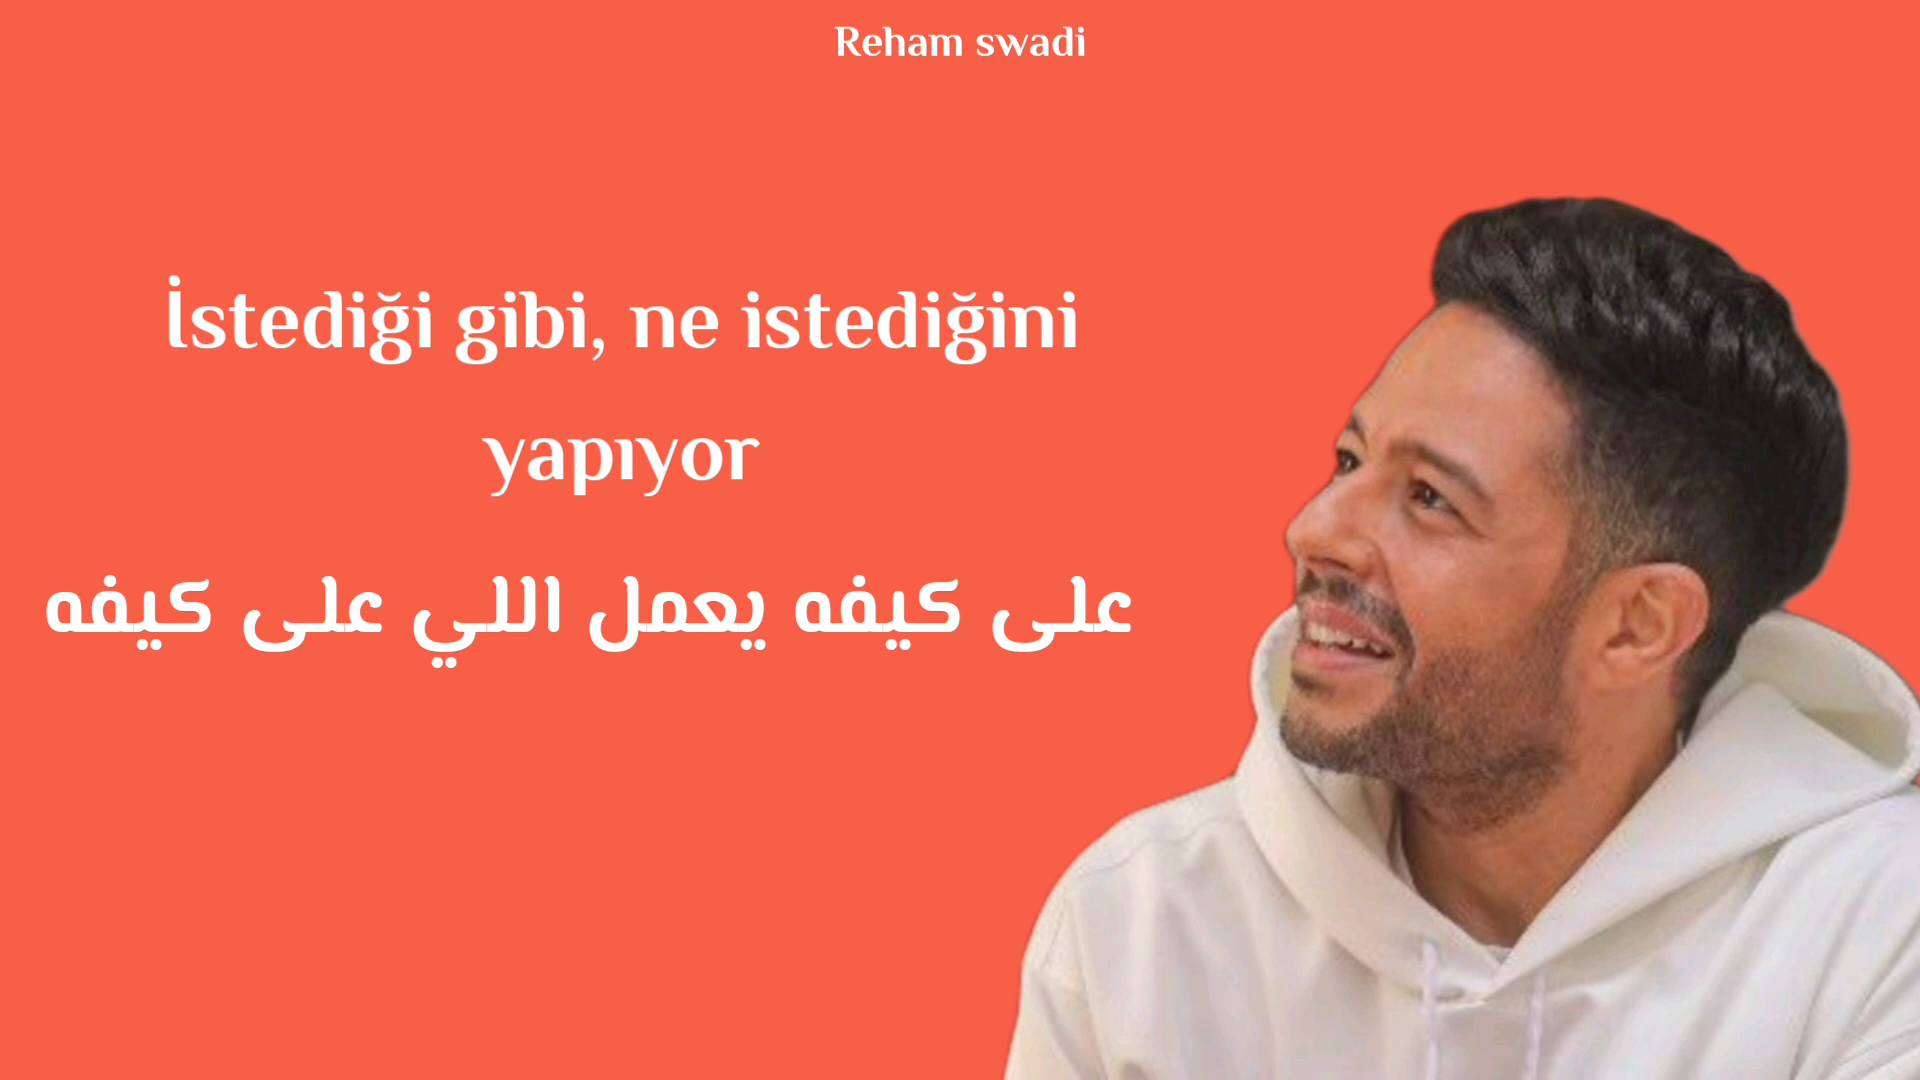 Reham swadi
İstediği gibi, ne istediğini
yapıyor
على كيفه يعمل اللي على كيفه